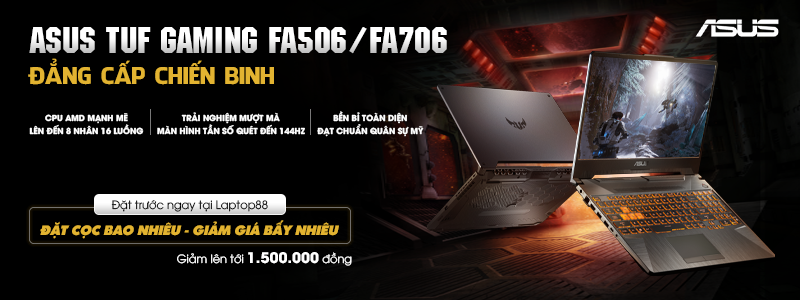 ASUS TUF GAMING FA506/FA706
ASUS
ĐẲNG CẤP CHIẾN BINH
CPU AMD MẠNH MẼ
LÊN ĐẾN 8 NHÂN 16 LUỒNG
TRẢI NGHIỆM MƯỢT MÀ
MÀN HÌNH TẦN SỐ QUÉT ĐẾN 144HZ
BỀN BỈ TOÀN DIỆN
ĐẠT CHUẨN QUÂN SỰ MỸ
Đặt trước ngay tại Laptop88
ĐẶT CỌC BAO NHIÊU - GIẢM GIÁ BẤY NHIÊU
Giảm lên tới 1.500.000 đồng
TUF
ASUS